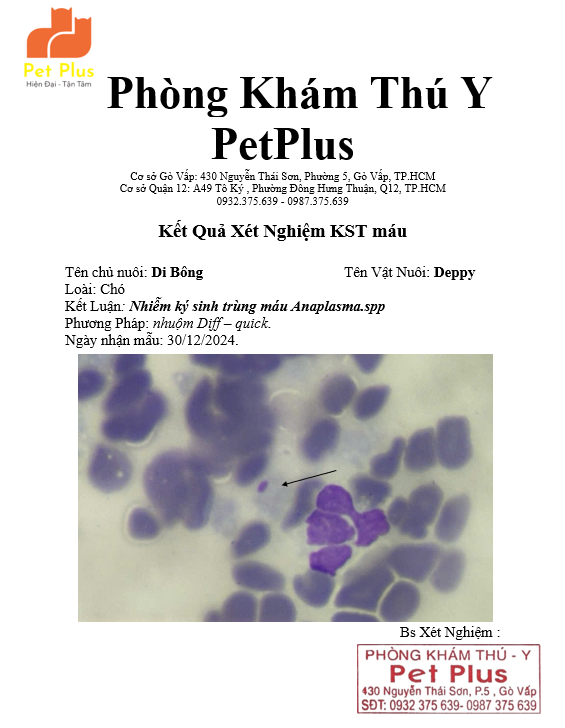 Pet Plus
Hiện Đại - Tận Tâm
Phòng Khám Thú Y
PetPlus
Cơ sở Gò Vấp: 430 Nguyễn Thái Sơn, Phường 5, Gò Vấp, TP.HCM
Cơ sở Quận 12: A49 Tô Ký , Phường Đông Hưng Thuận, Q12, TP.HCM
0932.375.639 - 0987.375.639
Kết Quả Xét Nghiệm KST máu
Tên chủ nuôi: Di Bông Tên Vật Nuôi: Deppy
Loài: Chó
Kết Luận: Nhiễm ký sinh trùng máu Anaplasma.spp
Phương Pháp: nhuộm Diff – quick.
Ngày nhận mẫu: 30/12/2024.
Bs Xét Nghiệm :
PHÒNG KHÁM THÚ - Y
Pet Plus
430 Nguyễn Thái Sơn, P.5 , Gò Vấp
SĐT: 0932 375 639- 0987 375 639